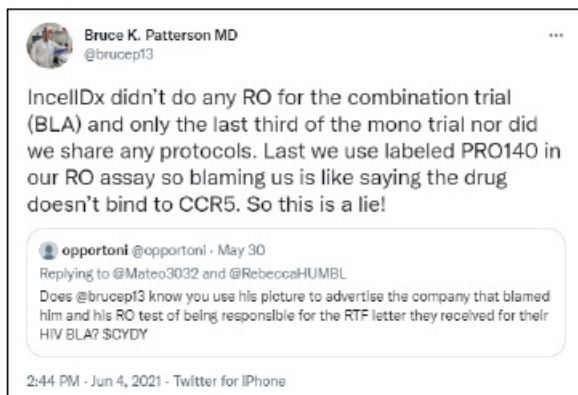 Bruce K. Patterson MD
@brucep13
IncellDx didn't do any RO for the combination trial
(BLA) and only the last third of the mono trial nor did
we share any protocols. Last we use labeled PRO140 in
our RO assay so blaming us is like saying the drug
doesn't bind to CCR5. So this is a lie!
opportoni @opportoni · May 30
Replying to @Mateo3032 and @RebeccaHUMBL
Does @brucep13 know you use his picture to advertise the company that blamed
him and his RO test of being responsible for the RTF letter they received for their
HIV BLA? $CYDY
2:44 PM · Jun 4, 2021 · Twitter for iPhone